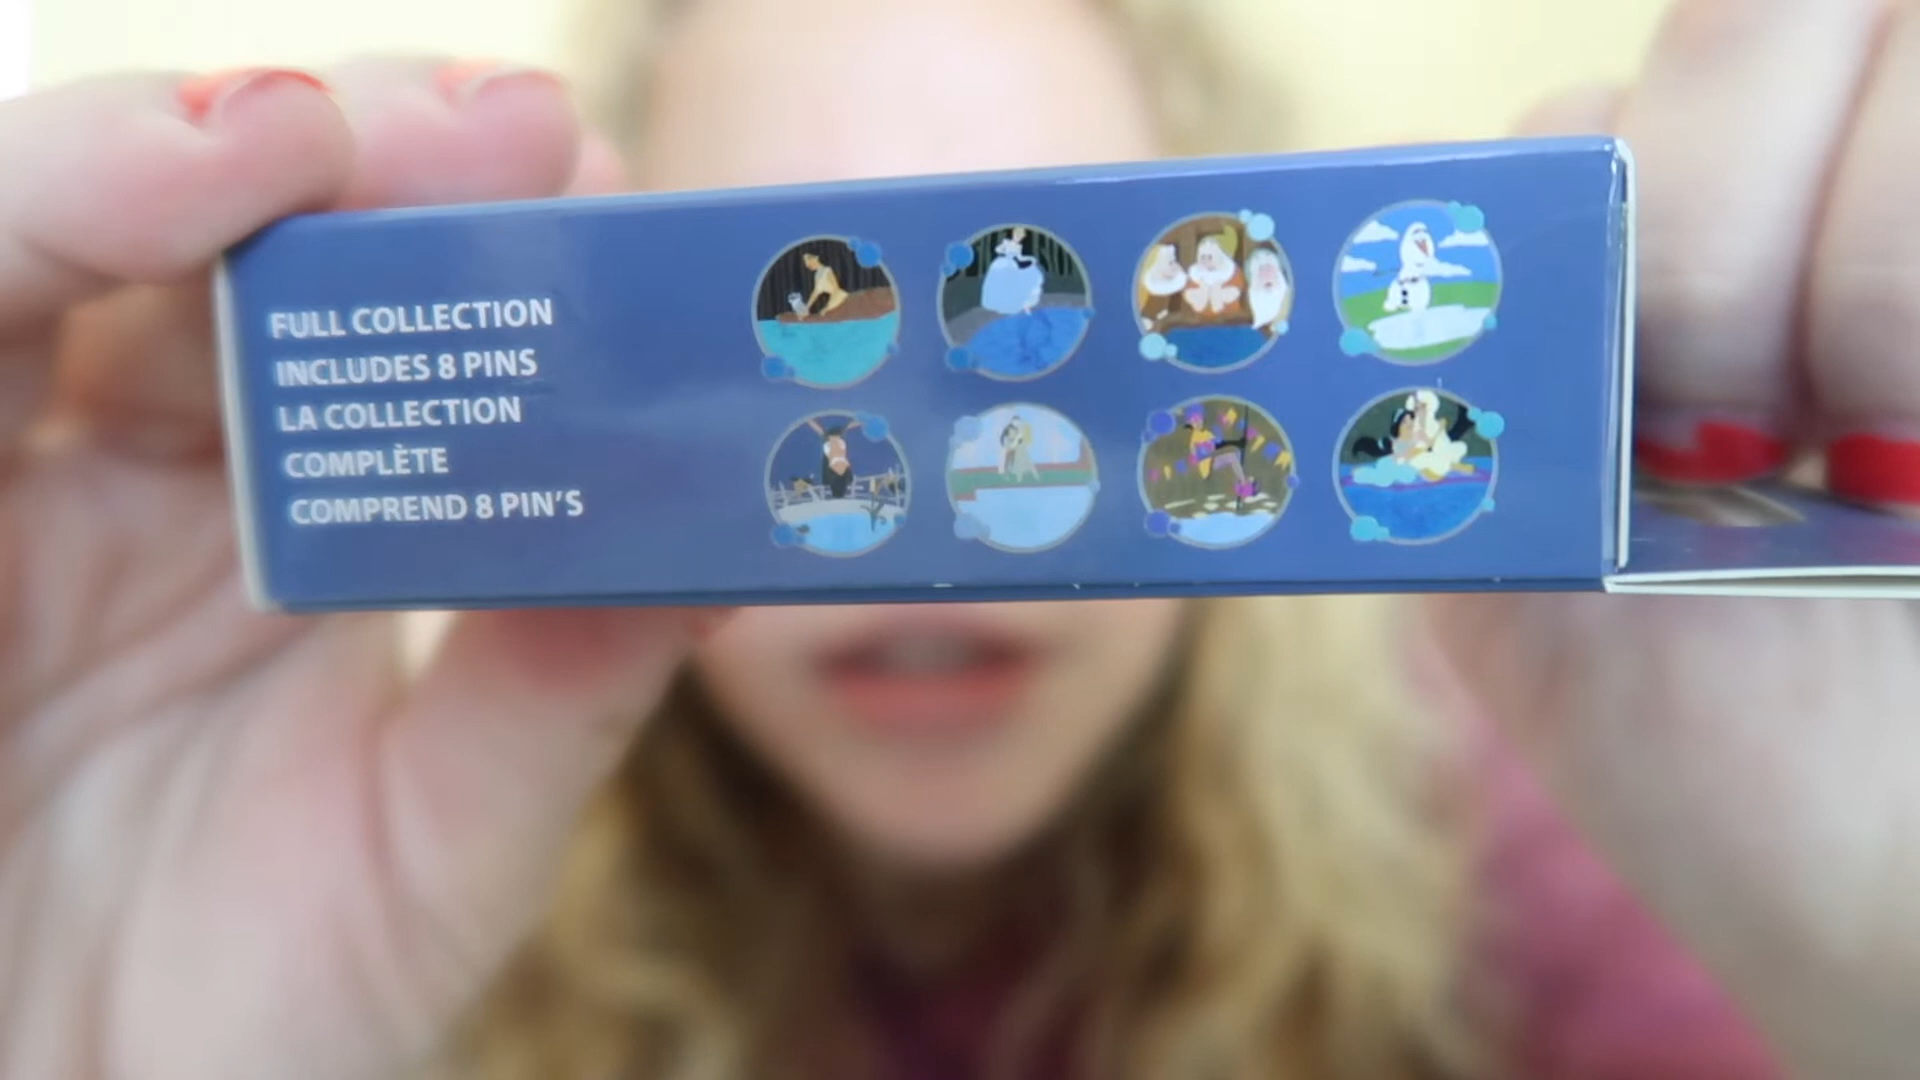 FULL COLLECTION
INCLUDES 8 PINS
LA COLLECTION
COMPLÈTE
COMPREND 8 PIN'S